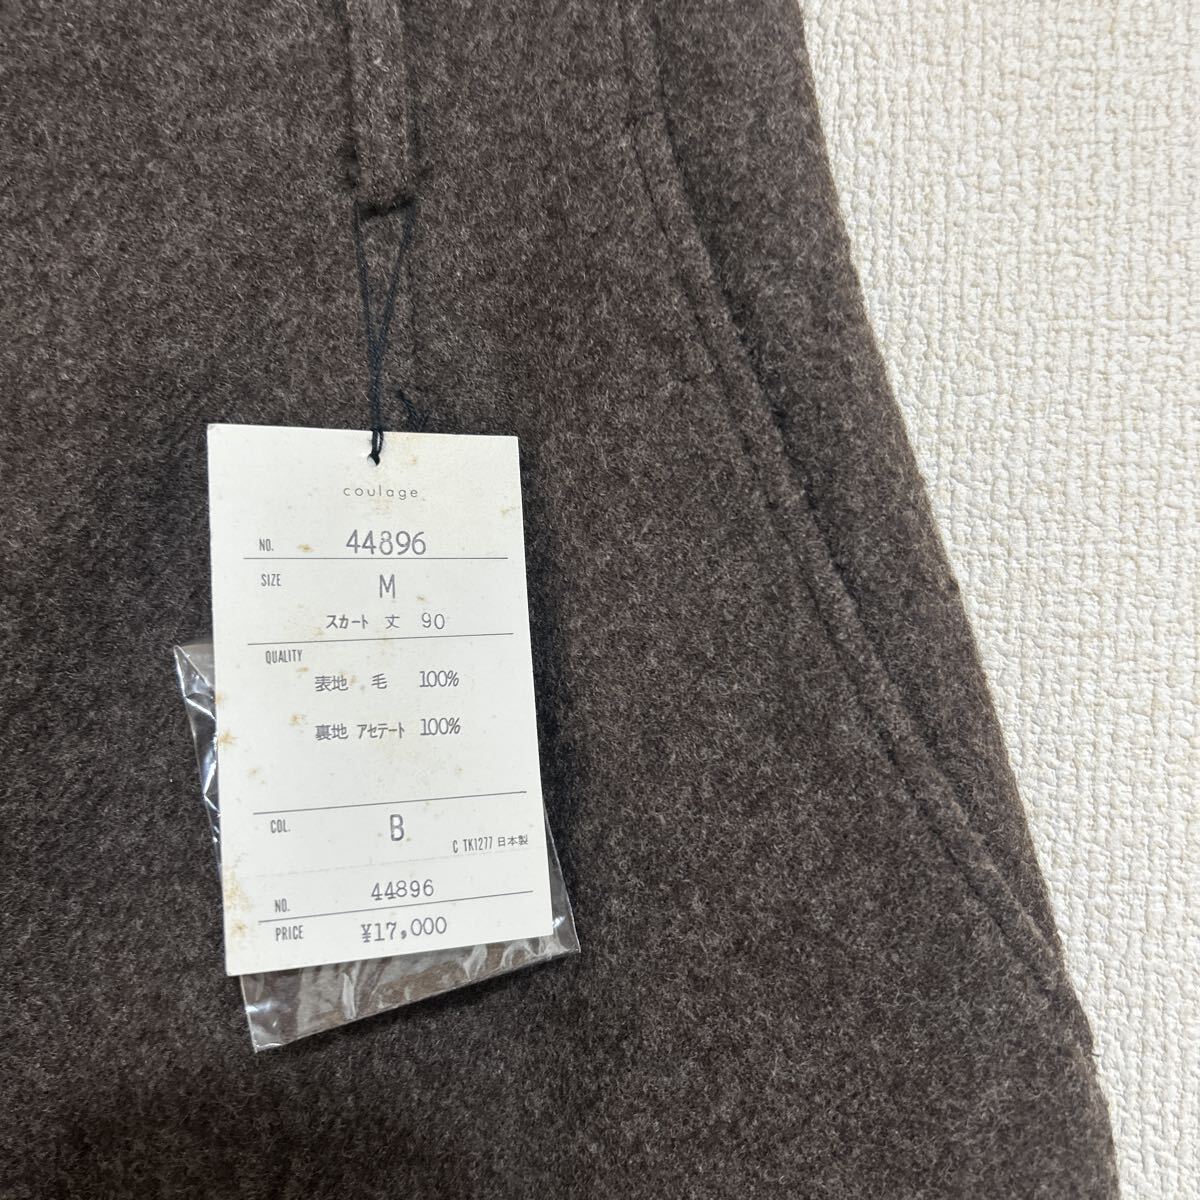 coulage
NO. 44896
SIZE M
スカート 丈 90
QUALITY
表地 毛 100%
裏地 アセテート 100%
COL. B
C TK1277 日本製
NO. 44896
PRICE ¥17,000